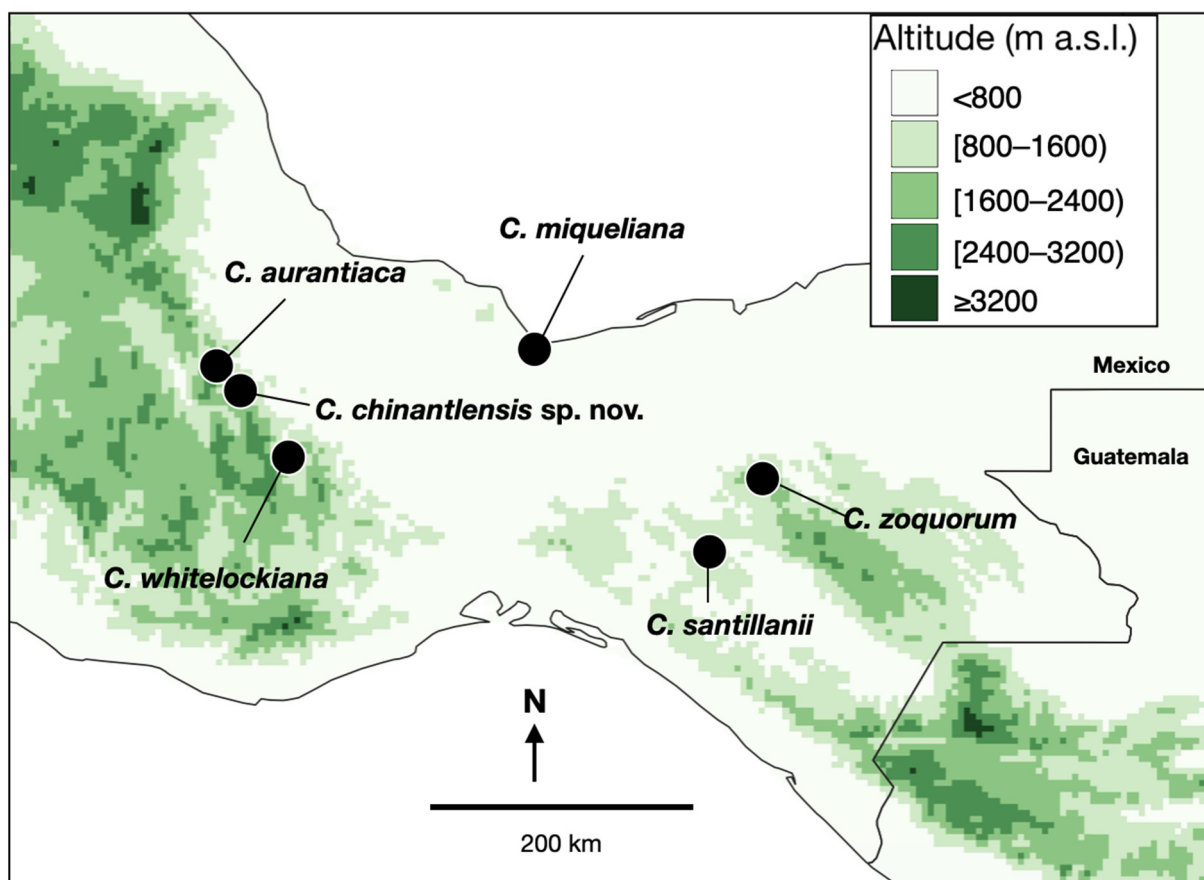 Altitude (m a.s.l.)
<800
[800–1600)
[1600–2400)
[2400–3200)
≥3200
C. miqueliana
C. aurantiaca
Mexico
C. chinantlensis sp. nov.
Guatemala
C. zoquorum
C. whitelockiana
C. santillanii
N
200 km